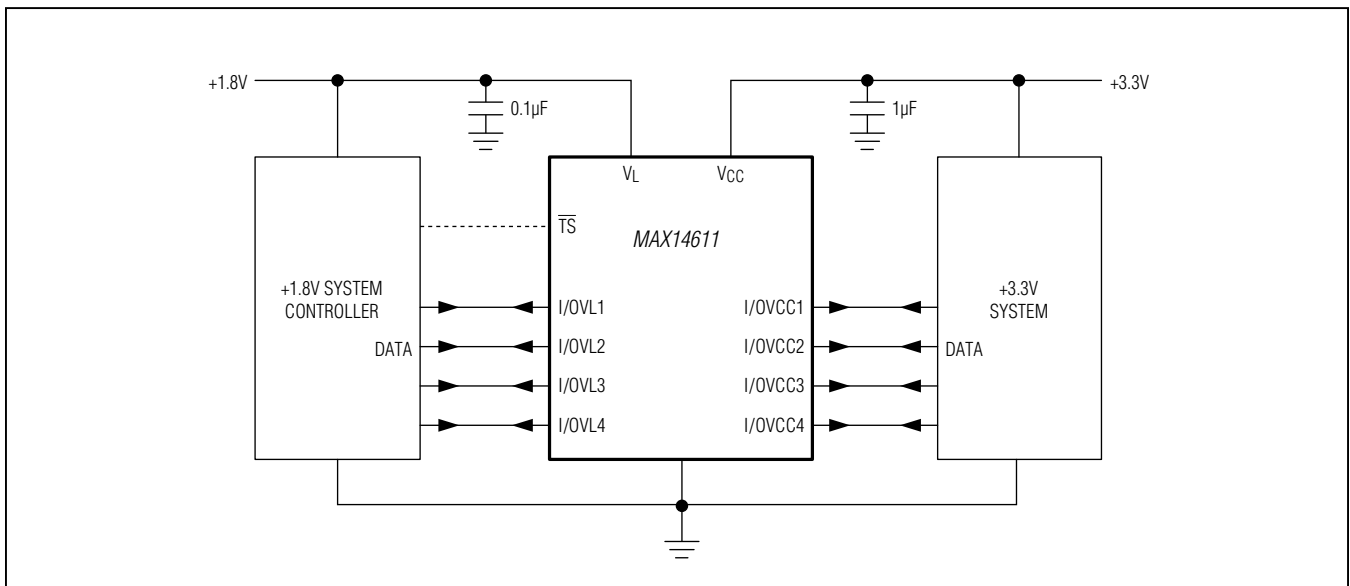 +1.8V
0.1µF
1µF
+3.3V
VL
VCC
TS
MAX14611
+1.8V SYSTEM
CONTROLLER
DATA
I/OVL1
I/OVL2
I/OVL3
I/OVL4
I/OVCC1
I/OVCC2
I/OVCC3
I/OVCC4
+3.3V
SYSTEM
DATA